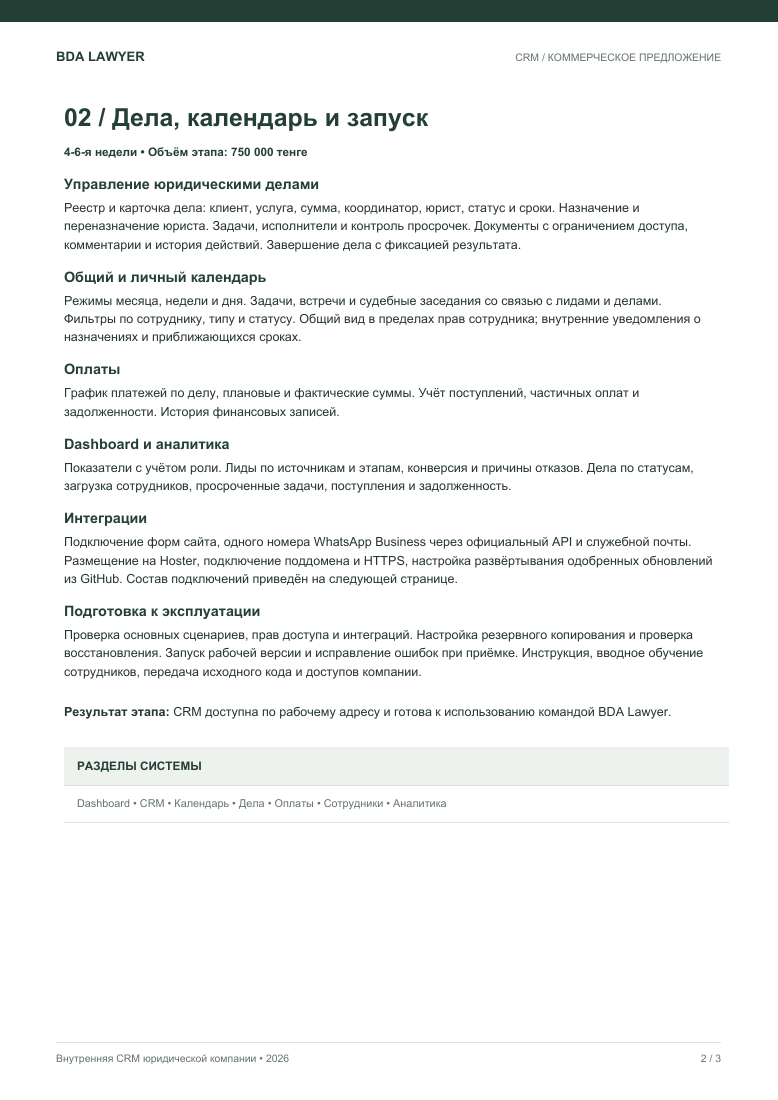 BDA LAWYER
CRM / КОММЕРЧЕСКОЕ ПРЕДЛОЖЕНИЕ
02 / Дела, календарь и запуск
4-6-я недели • Объём этапа: 750 000 тенге
Управление юридическими делами
Реестр и карточка дела: клиент, услуга, сумма, координатор, юрист, статус и сроки. Назначение и
переназначение юриста. Задачи, исполнители и контроль просрочек. Документы с ограничением доступа,
комментарии и история действий. Завершение дела с фиксацией результата.
Общий и личный календарь
Режимы месяца, недели и дня. Задачи, встречи и судебные заседания со связью с лидами и делами.
Фильтры по сотруднику, типу и статусу. Общий вид в пределах прав сотрудника; внутренние уведомления о
назначениях и приближающихся сроках.
Оплаты
График платежей по делу, плановые и фактические суммы. Учёт поступлений, частичных оплат и
задолженности. История финансовых записей.
Dashboard и аналитика
Показатели с учётом роли. Лиды по источникам и этапам, конверсия и причины отказов. Дела по статусам,
загрузка сотрудников, просроченные задачи, поступления и задолженность.
Интеграции
Подключение форм сайта, одного номера WhatsApp Business через официальный API и служебной почты.
Размещение на Hoster, подключение поддомена и HTTPS, настройка развёртывания одобренных обновлений
из GitHub. Состав подключений приведён на следующей странице.
Подготовка к эксплуатации
Проверка основных сценариев, прав доступа и интеграций. Настройка резервного копирования и проверка
восстановления. Запуск рабочей версии и исправление ошибок при приёмке. Инструкция, вводное обучение
сотрудников, передача исходного кода и доступов компании.
Результат этапа: CRM доступна по рабочему адресу и готова к использованию командой BDA Lawyer.
РАЗДЕЛЫ СИСТЕМЫ
Dashboard • CRM • Календарь • Дела • Оплаты • Сотрудники • Аналитика
Внутренняя CRM юридической компании • 2026
2 / 3